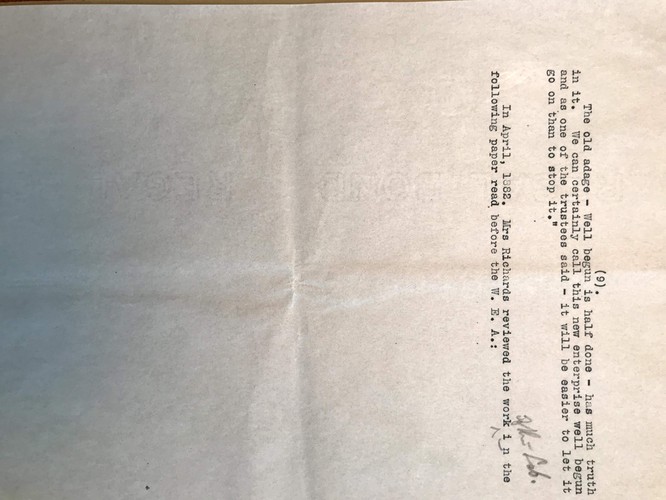 (9).
The old adage - Well begun is half done - has much truth
in it. We can certainly call this new enterprise well begun
and as one of the trustees said - it will be easier to let it
go on than to stop it."
of the Lab.
In April, 1882. Mrs Richards reviewed the work i n the
following paper read before the W. E. A.: